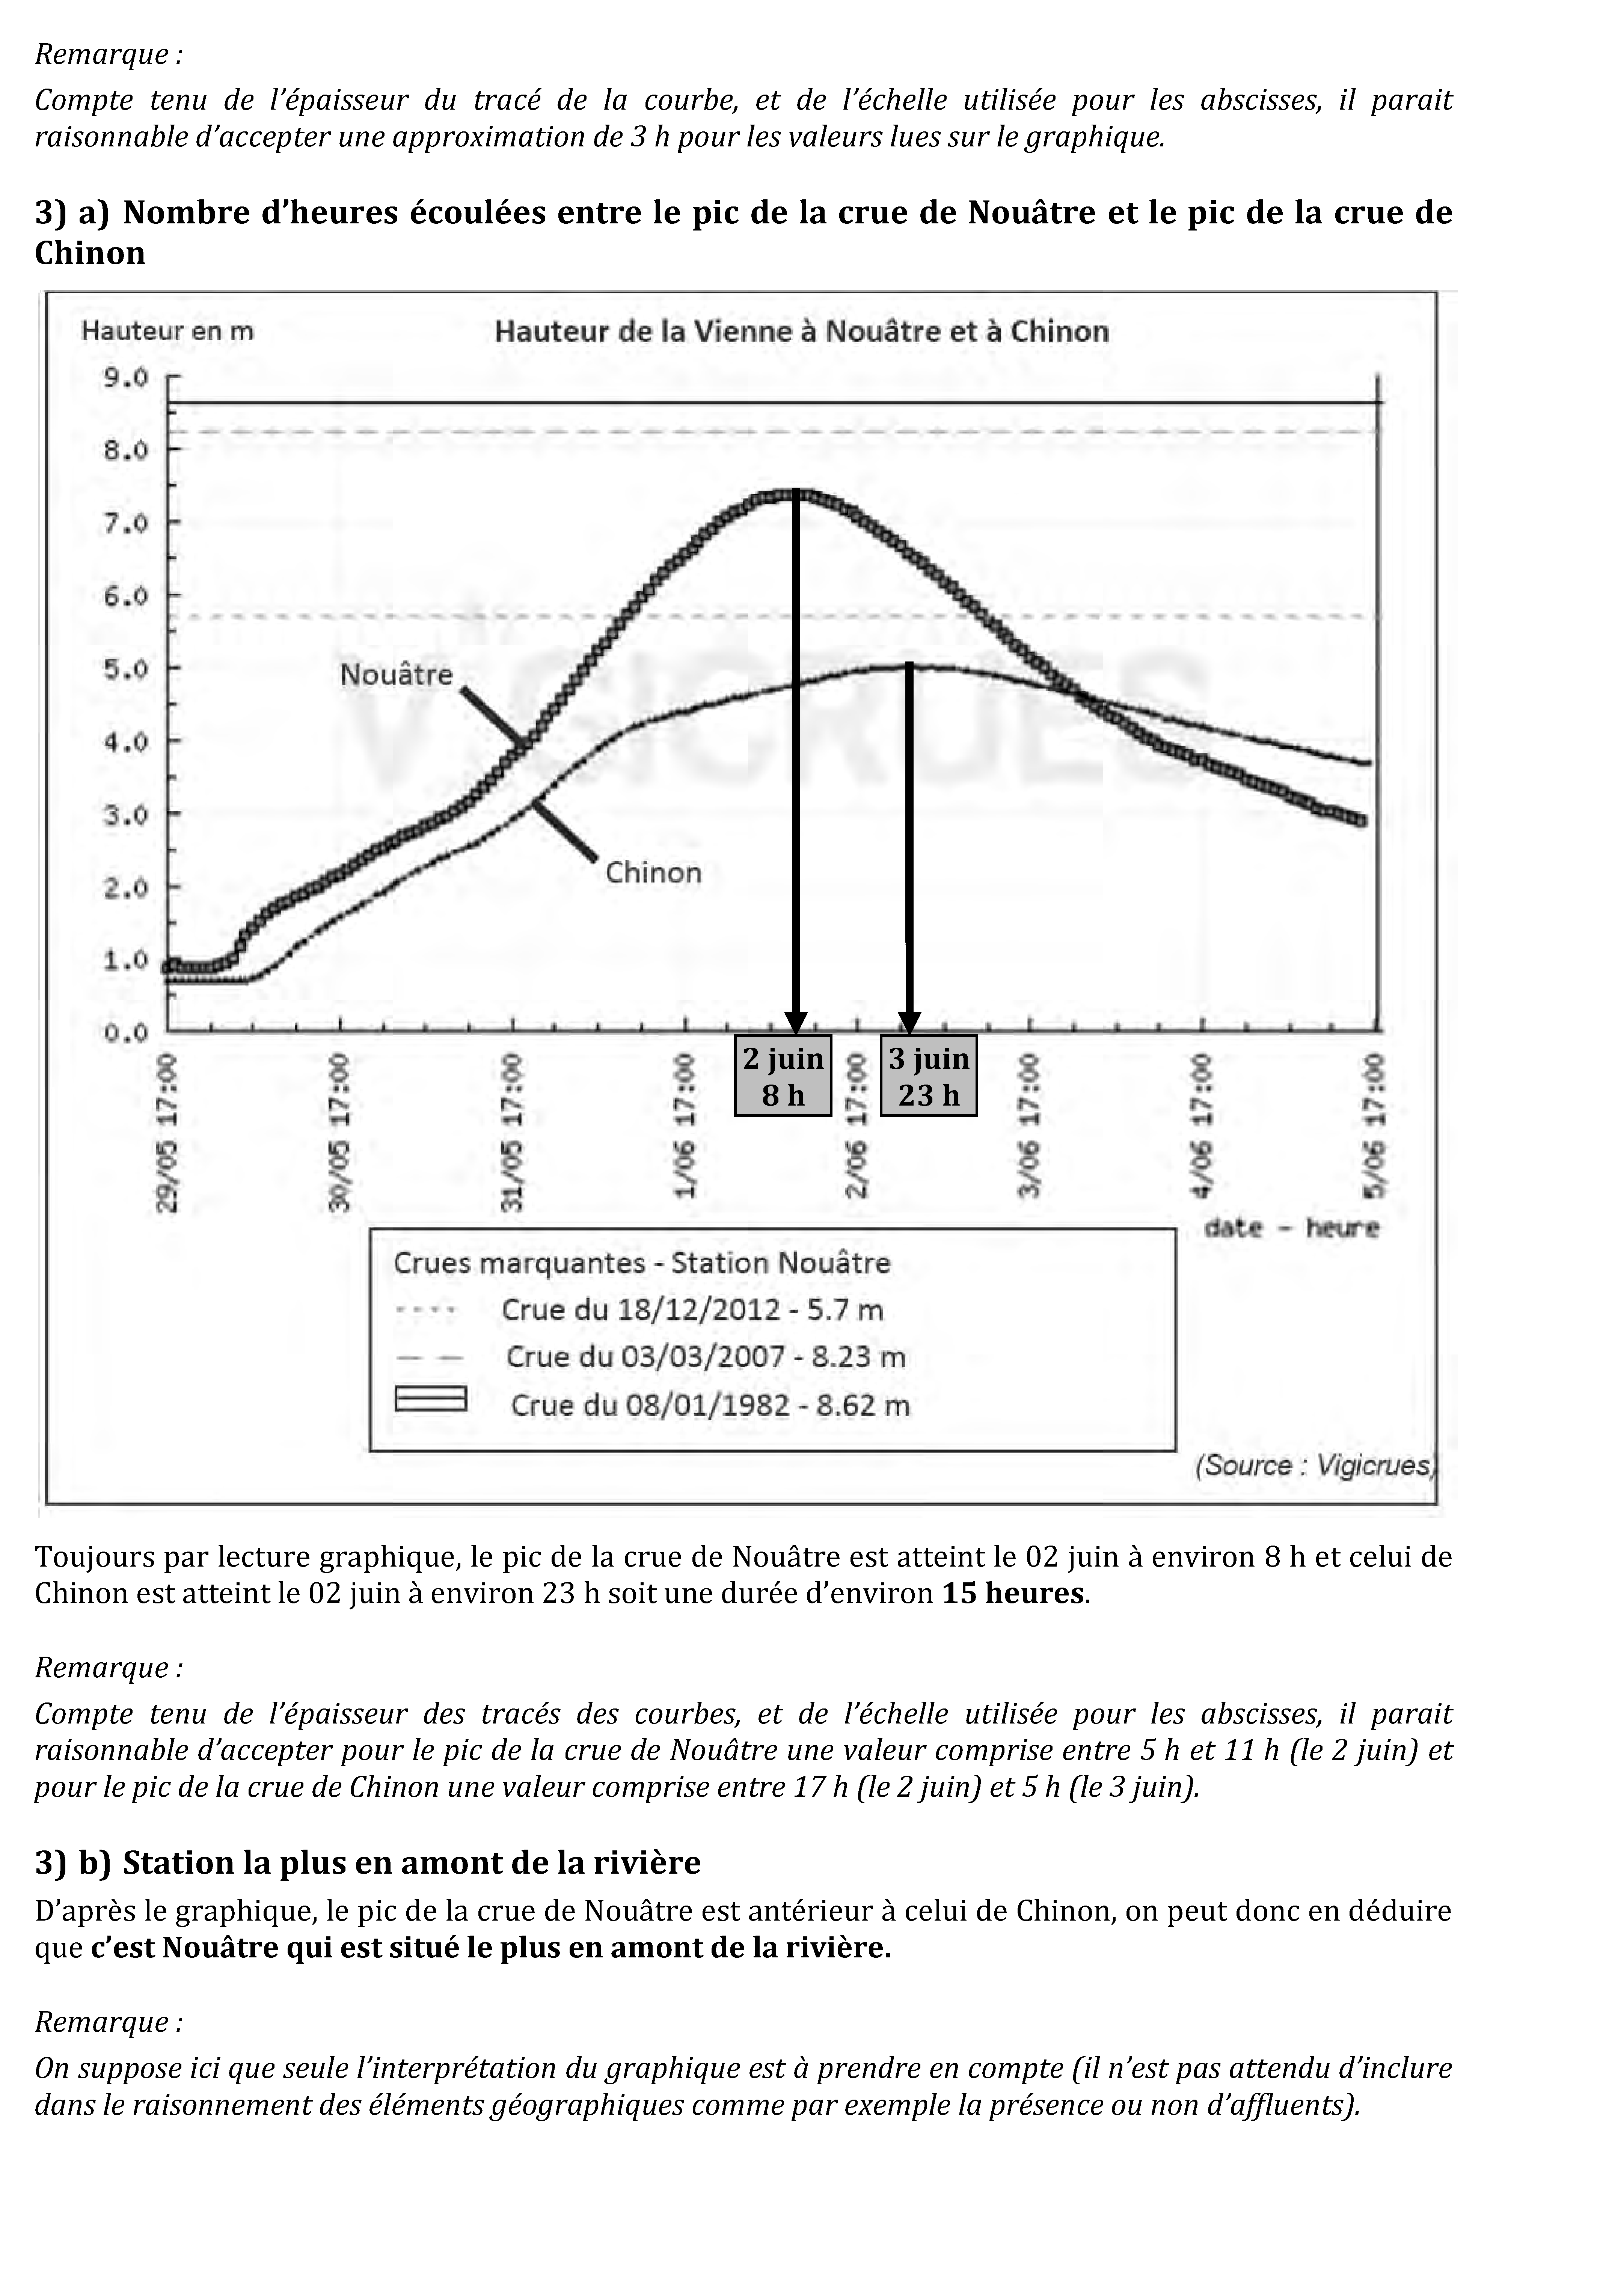 Remarque :
Compte tenu de l’épaisseur du tracé de la courbe, et de l’échelle utilisée pour les abscisses, il parait
raisonnable d’accepter une approximation de 3 h pour les valeurs lues sur le graphique.
3) a) Nombre d’heures écoulées entre le pic de la crue de Nouâtre et le pic de la crue de
Chinon
Hauteur en m
Hauteur de la Vienne à Nouâtre et à Chinon
9.0
8.0
7.0
6.0
5.0
4.0
3.0
2.0
1.0
0.0
VIGICRUES
Nouâtre
Chinon
2 juin
8 h
3 juin
23 h
29/05 17:00
30/05 17:00
31/05 17:00
1/06 17:00
2/06 17:00
3/06 17:00
4/06 17:00
5/06 17:00
date - heure
Crues marquantes - Station Nouâtre
Crue du 18/12/2012 - 5.7 m
Crue du 03/03/2007 - 8.23 m
Crue du 08/01/1982 - 8.62 m
(Source : Vigicrues)
Toujours par lecture graphique, le pic de la crue de Nouâtre est atteint le 02 juin à environ 8 h et celui de
Chinon est atteint le 02 juin à environ 23 h soit une durée d’environ 15 heures.
Remarque :
Compte tenu de l’épaisseur des tracés des courbes, et de l’échelle utilisée pour les abscisses, il parait
raisonnable d’accepter pour le pic de la crue de Nouâtre une valeur comprise entre 5 h et 11 h (le 2 juin) et
pour le pic de la crue de Chinon une valeur comprise entre 17 h (le 2 juin) et 5 h (le 3 juin).
3) b) Station la plus en amont de la rivière
D’après le graphique, le pic de la crue de Nouâtre est antérieur à celui de Chinon, on peut donc en déduire
que c’est Nouâtre qui est situé le plus en amont de la rivière.
Remarque :
On suppose ici que seule l’interprétation du graphique est à prendre en compte (il n’est pas attendu d’inclure
dans le raisonnement des éléments géographiques comme par exemple la présence ou non d’affluents).